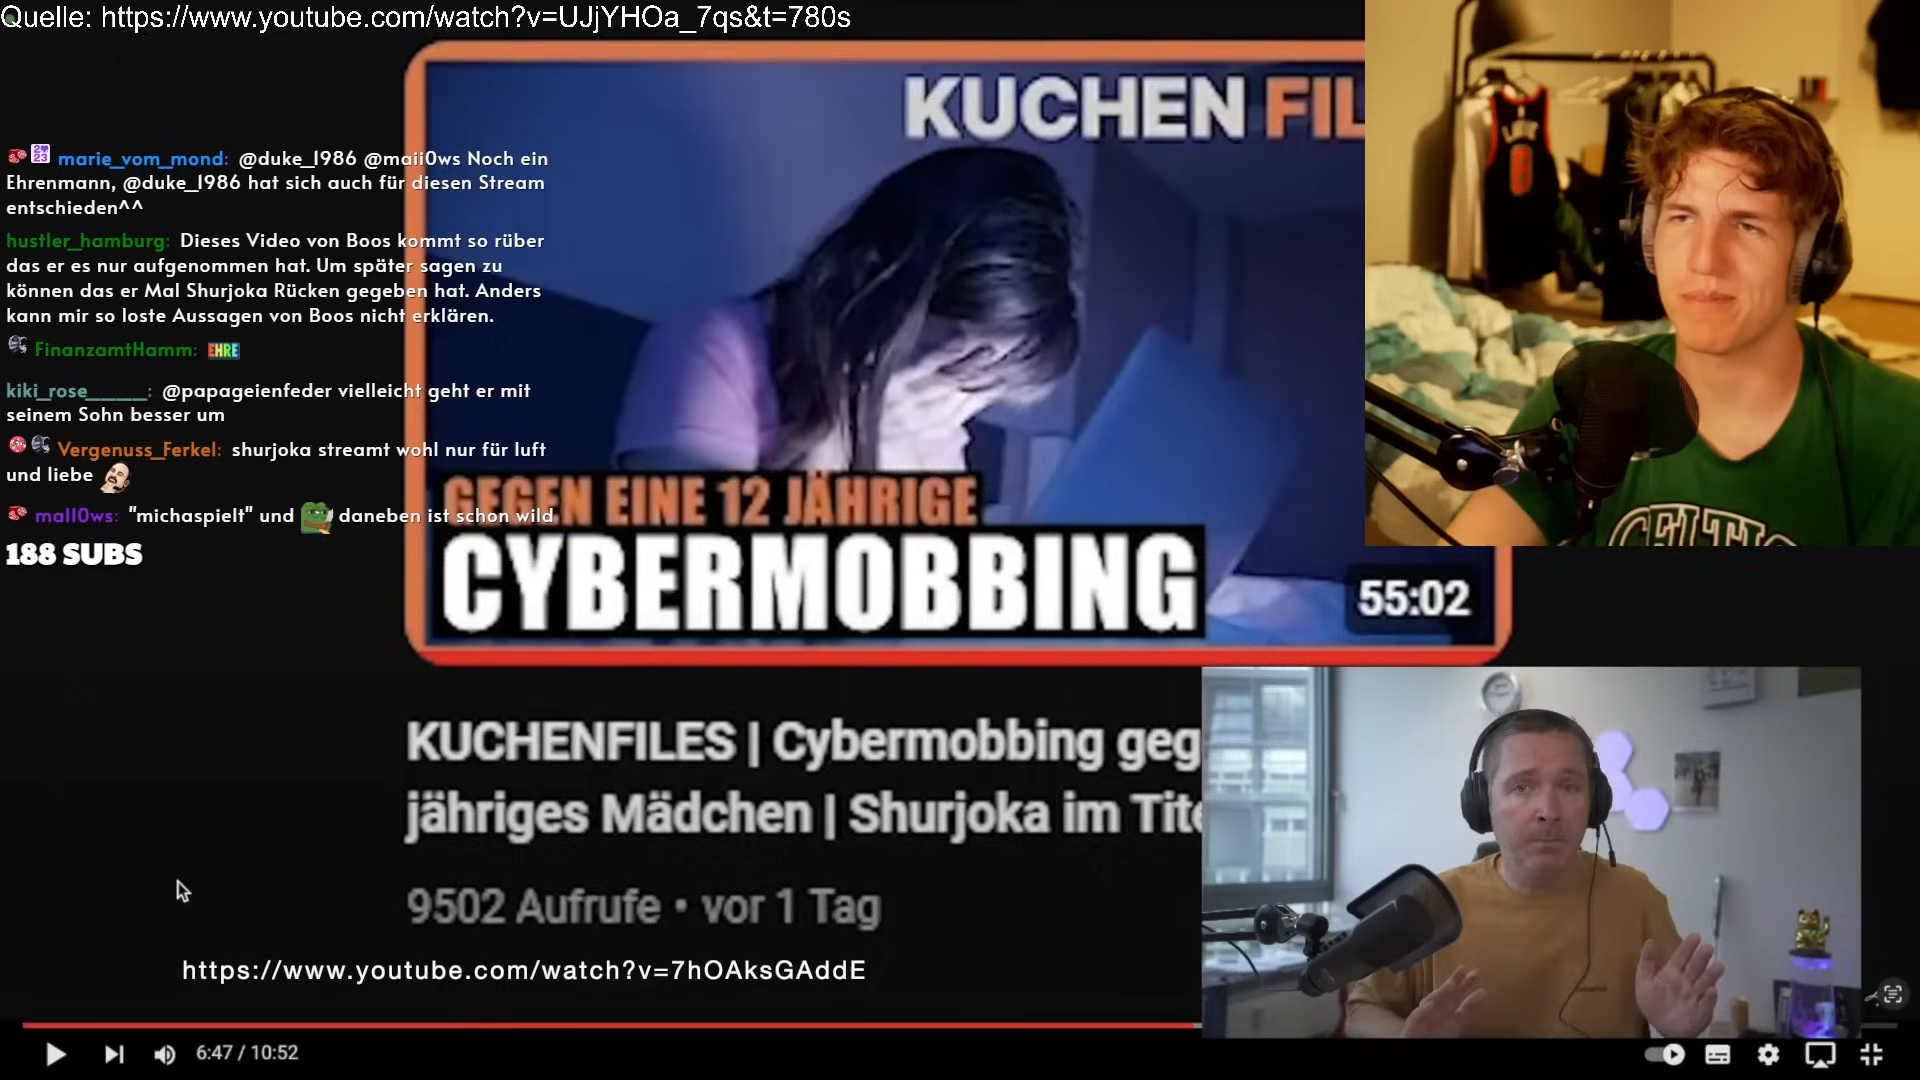 Quelle: https://www.youtube.com/watch?v=UJjYHOa_7qs&t=780s
KUCHEN FIL
marie_vom_mond: @duke_1986 @maii0ws Noch ein
Ehrenmann, @duke_1986 hat sich auch für diesen Stream
entschieden^^
hustler_hamburg: Dieses Video von Boos kommt so rüber
das er es nur aufgenommen hat. Um später sagen zu
können das er Mal Shurjoka Rücken gegeben hat. Anders
kann mir so loste Aussagen von Boos nicht erklären.
FinanzamtHamm: EHRE
kiki_rose_____: @papageienfeder vielleicht geht er mit
seinem Sohn besser um
Vergenuss_Ferkel: shurjoka streamt wohl nur für luft
und liebe
maii0ws: "michaspielt" und daneben ist schon wild
188 SUBS
GEGEN EINE 12 JÄHRIGE
CYBERMOBBING
55:02
KUCHENFILES | Cybermobbing geg
jähriges Mädchen | Shurjoka im Tite
9502 Aufrufe • vor 1 Tag
https://www.youtube.com/watch?v=7hOAksGAddE
6:47 / 10:52